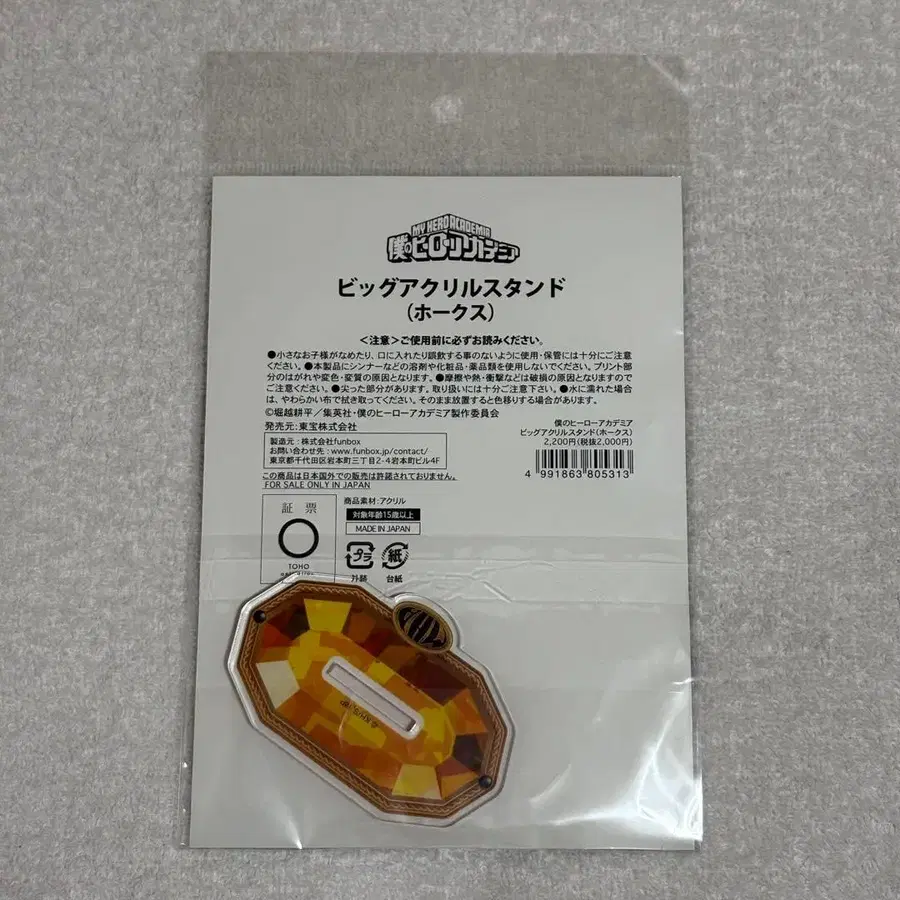 MY HERO ACADEMIA
僕のヒーローアカデミア
ビッグアクリルスタンド
(ホークス)
<注意>ご使用前に必ずお読みください。
●小さなお子様がなめたり、口に入れたり誤飲する事のないように使用・保管には十分にご注意
ください。●本製品にシンナーなどの溶剤や化粧品・薬品類を使用しないでください。プリント部
分のはがれや変色・変質の原因となります。●摩擦や熱・衝撃などは破損の原因となりますので
ご注意ください。●尖った部分があります。取り扱いには十分ご注意下さい。●水に濡れた場合
は、やわらかい布で拭き取ってください。そのまま放置すると色移りする場合があります。
©堀越耕平/集英社・僕のヒーローアカデミア製作委員会
発売元:東宝株式会社
製造元:株式会社funbox
お問い合わせ先:www.funbox.jp/contact/
東京都千代田区岩本町三丁目2-4岩本町ビル4F
この商品は日本国外での販売は許諾されておりません。
FOR SALE ONLY IN JAPAN
僕のヒーローアカデミア
ビッグアクリルスタンド(ホークス)
2,200円(税抜2,000円)
4 991863 805313
証票
TOHO
商品素材:アクリル
対象年齢15歳以上
MADE IN JAPAN
プラ
外装
紙
台紙